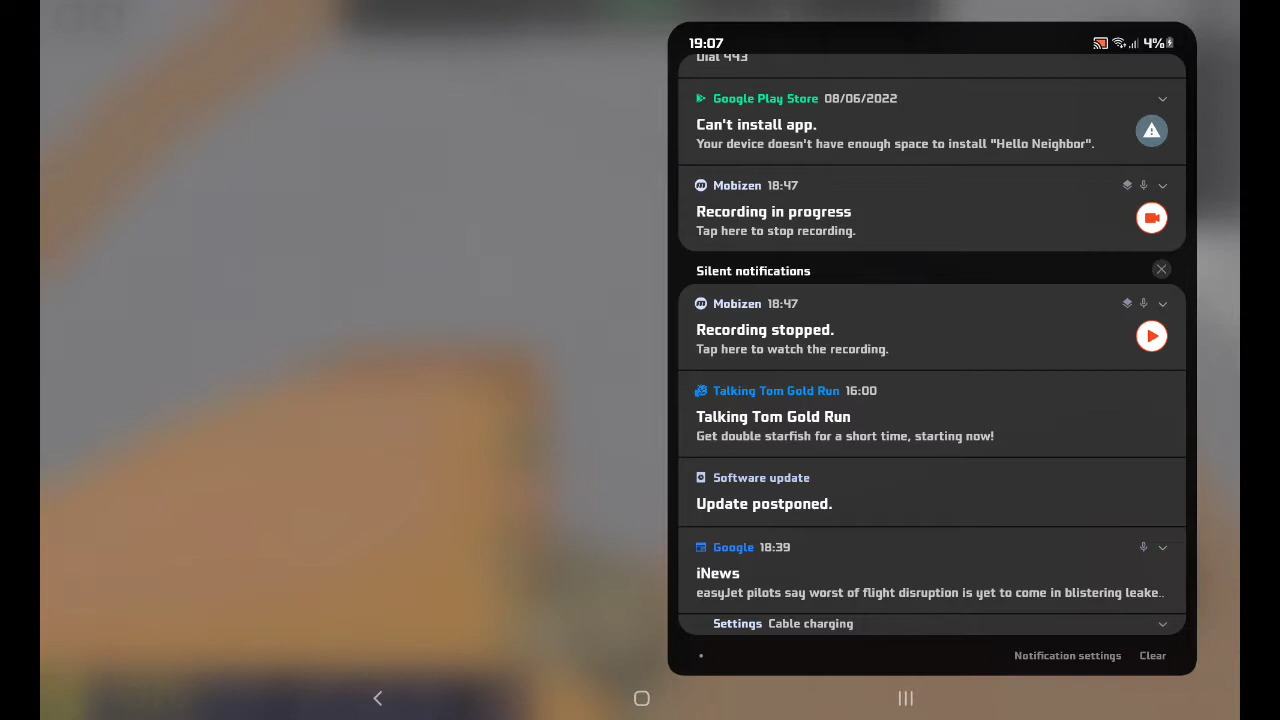 19:07
4%
Dial 443
Google Play Store 08/06/2022
Can't install app.
Your device doesn't have enough space to install "Hello Neighbor".
Mobizen 18:47
Recording in progress
Tap here to stop recording.
Silent notifications
Mobizen 18:47
Recording stopped.
Tap here to watch the recording.
Talking Tom Gold Run 16:00
Talking Tom Gold Run
Get double starfish for a short time, starting now!
Software update
Update postponed.
Google 18:39
iNews
easyJet pilots say worst of flight disruption is yet to come in blistering leake..
Settings Cable charging
Notification settings Clear